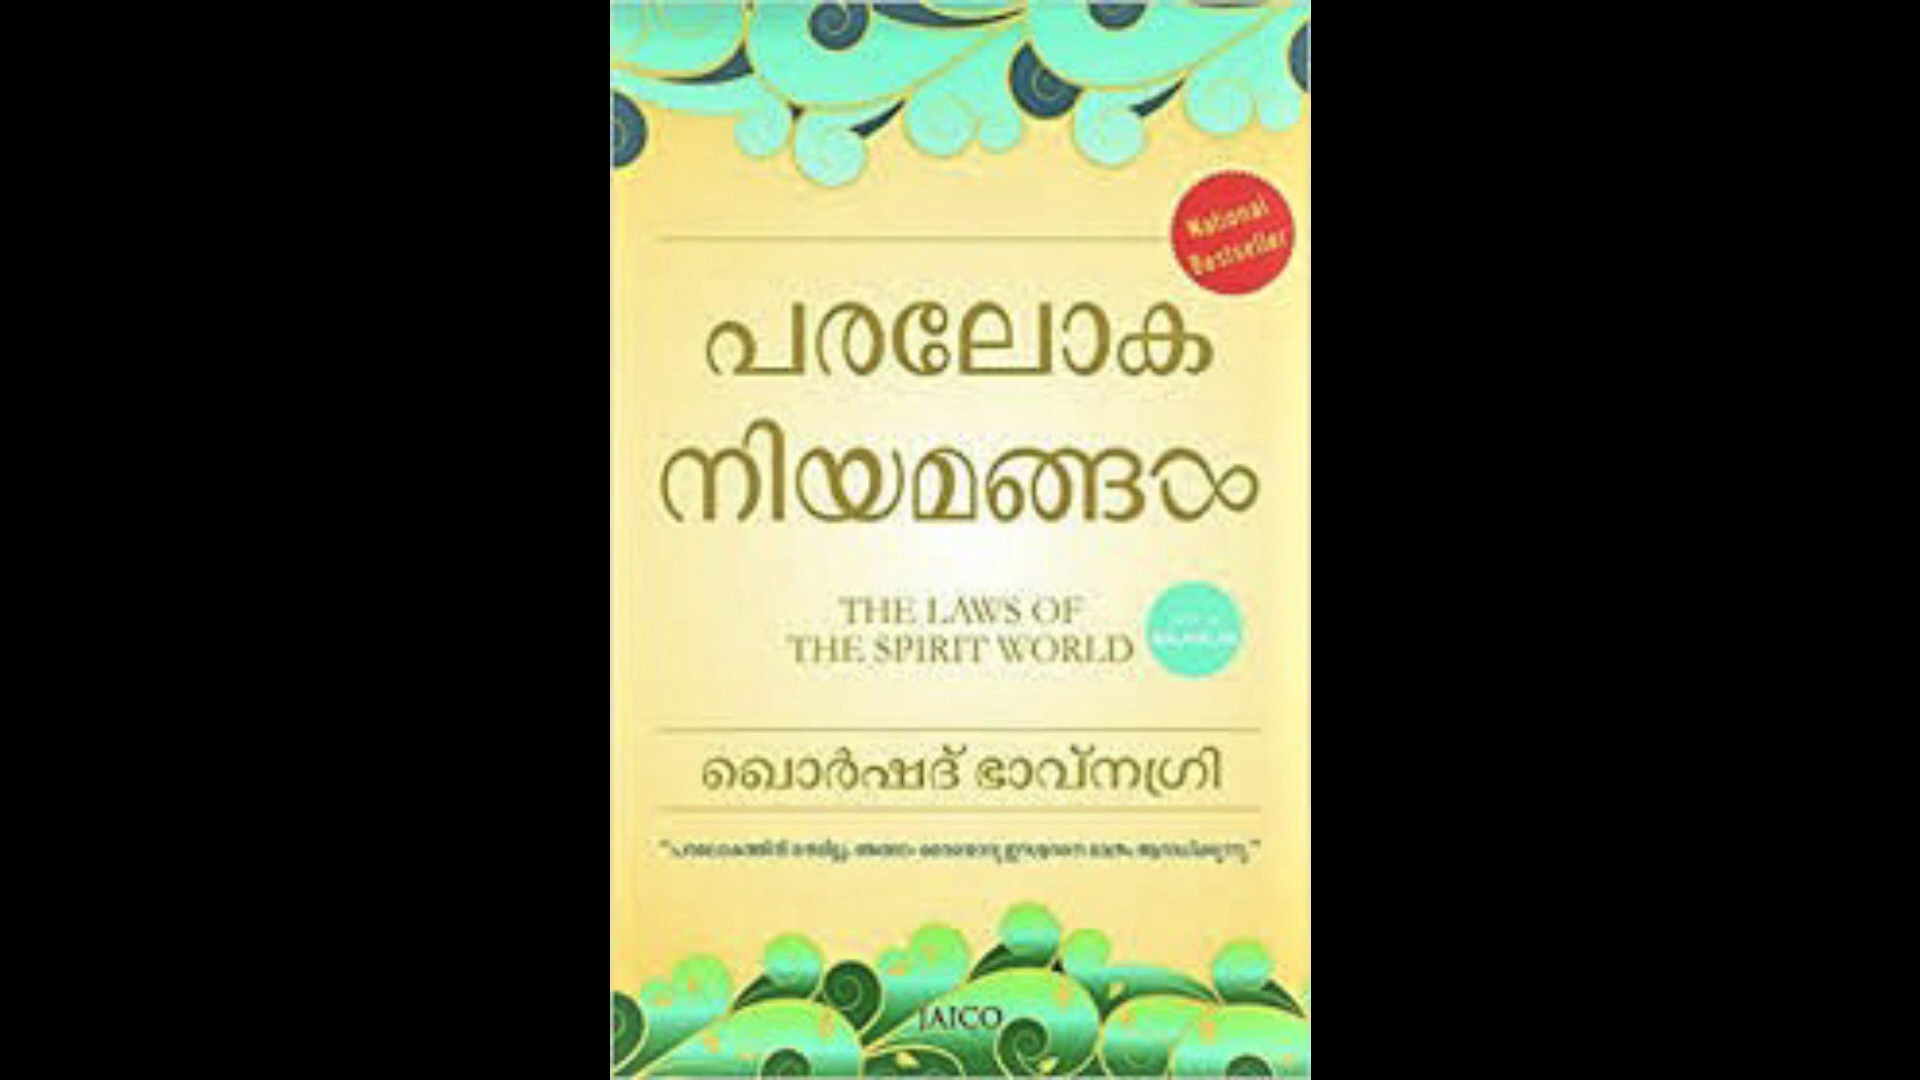 National
Bestseller
പരലോക
നിയമങ്ങൾ
THE LAWS OF
THE SPIRIT WORLD
ഖൊർഷദ് ഭാവ്നഗ്രി
JAICO